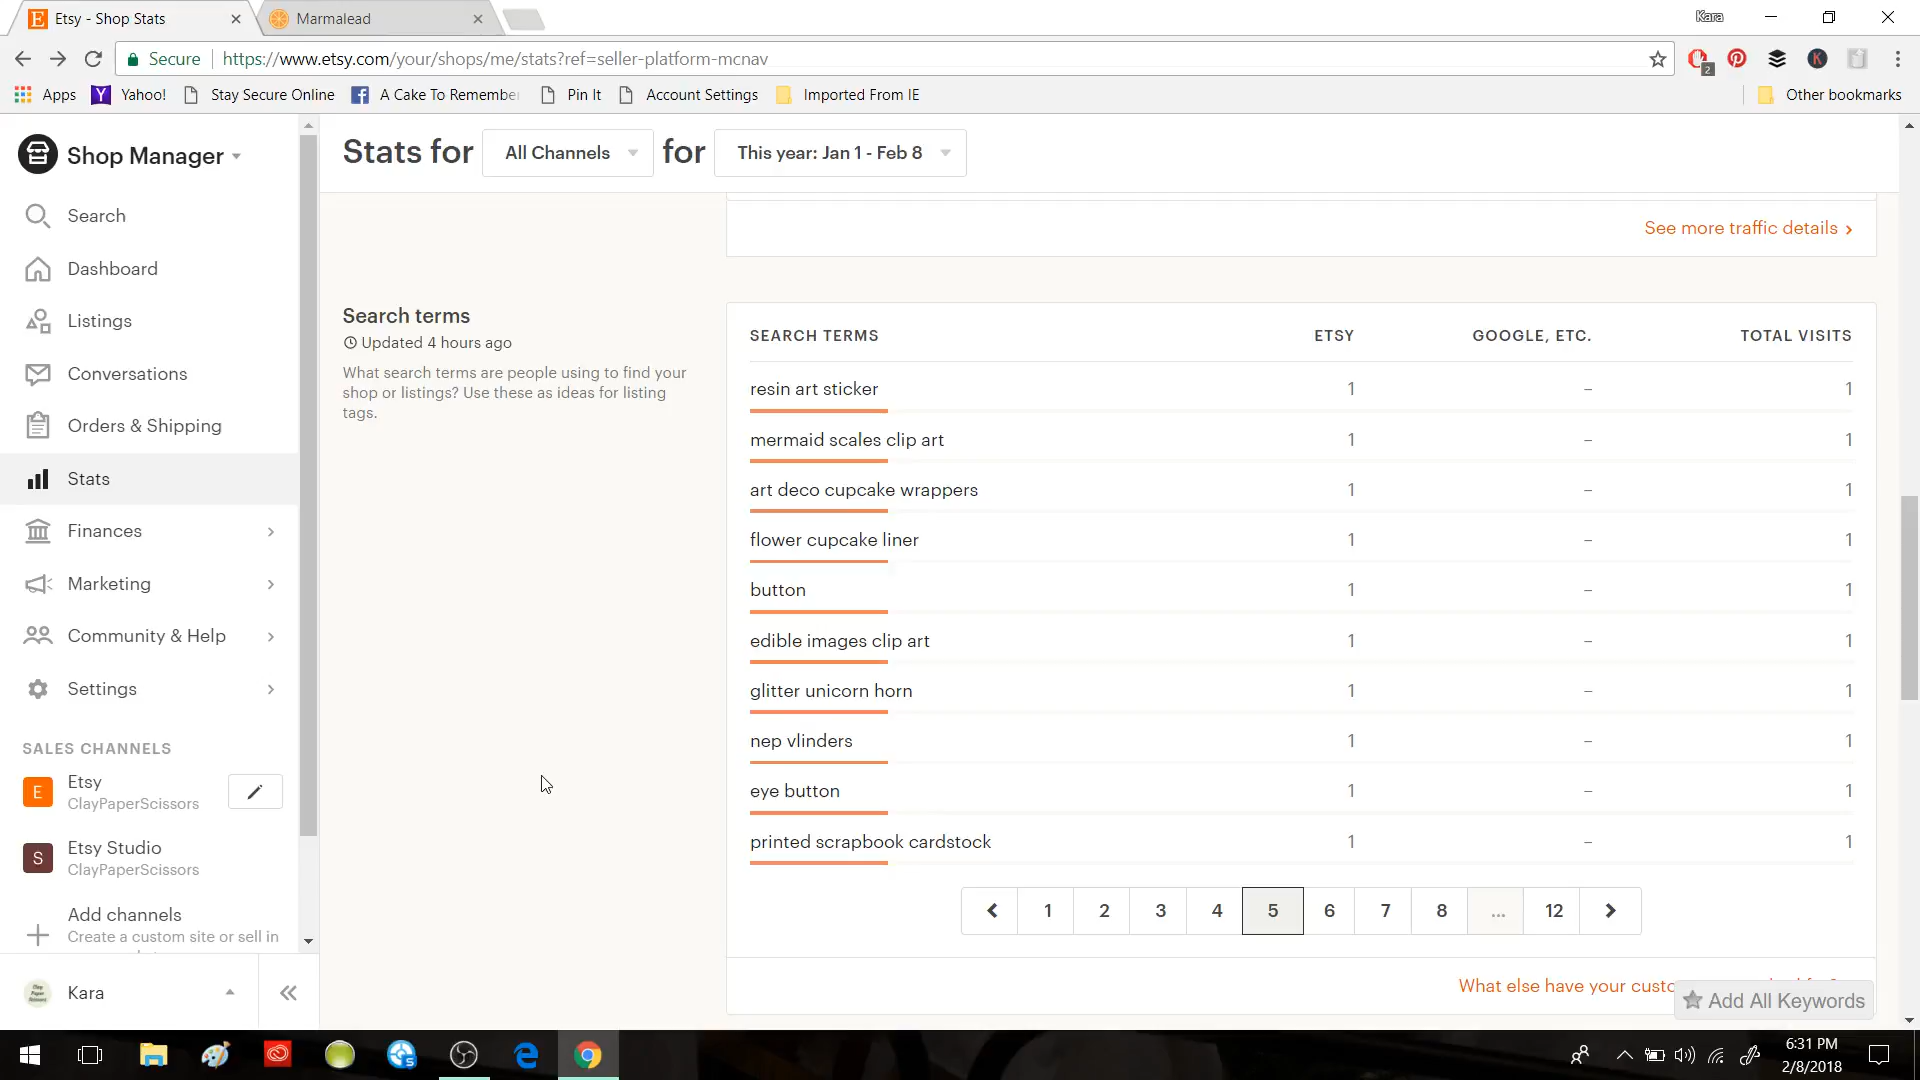 Etsy - Shop Stats
Marmalead
Kara
Secure
https://www.etsy.com/your/shops/me/stats?ref=seller-platform-mcnav
2
K
Apps
Yahoo!
Stay Secure Online
A Cake To Remembe
Pin It
Account Settings
Imported From IE
Other bookmarks
Shop Manager
Stats for All Channels for This year: Jan 1 - Feb 8
Search
Dashboard
Listings
Conversations
Orders & Shipping
Stats
Finances
Marketing
Community & Help
Settings
SALES CHANNELS
E
Etsy
ClayPaperScissors
S
Etsy Studio
ClayPaperScissors
Add channels
Create a custom site or sell in
Kara
See more traffic details
Search terms
Updated 4 hours ago
What search terms are people using to find your
shop or listings? Use these as ideas for listing
tags.
SEARCH TERMS ETSY GOOGLE, ETC. TOTAL VISITS
resin art sticker 1 – 1
mermaid scales clip art 1 – 1
art deco cupcake wrappers 1 – 1
flower cupcake liner 1 – 1
button 1 – 1
edible images clip art 1 – 1
glitter unicorn horn 1 – 1
nep vlinders 1 – 1
eye button 1 – 1
printed scrapbook cardstock 1 – 1
1 2 3 4 5 6 7 8 ... 12
What else have your custo
Add All Keywords
6:31 PM
2/8/2018